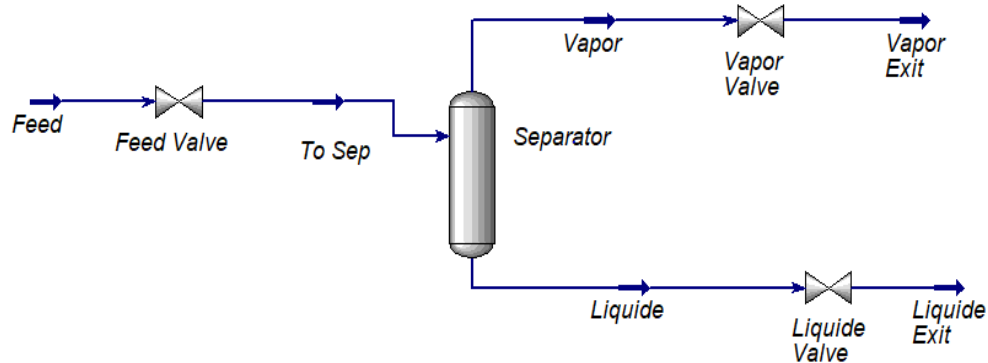 Vapor
Vapor
Valve
Vapor
Exit
Feed
Feed Valve
To Sep
Separator
Liquide
Liquide
Valve
Liquide
Exit